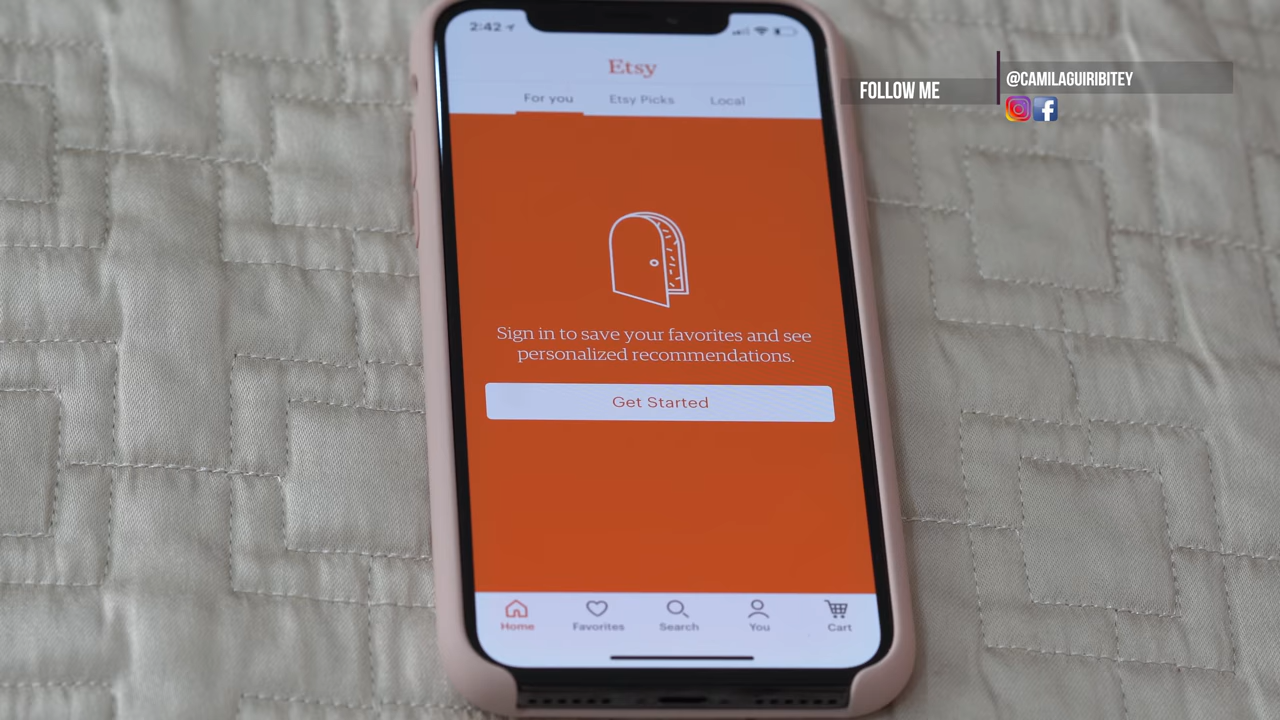 2:42
Etsy
For you Etsy Picks Local
FOLLOW ME
@CAMILAGUIRIBITEY
Sign in to save your favorites and see
personalized recommendations.
Get Started
Home Favorites Search You Cart